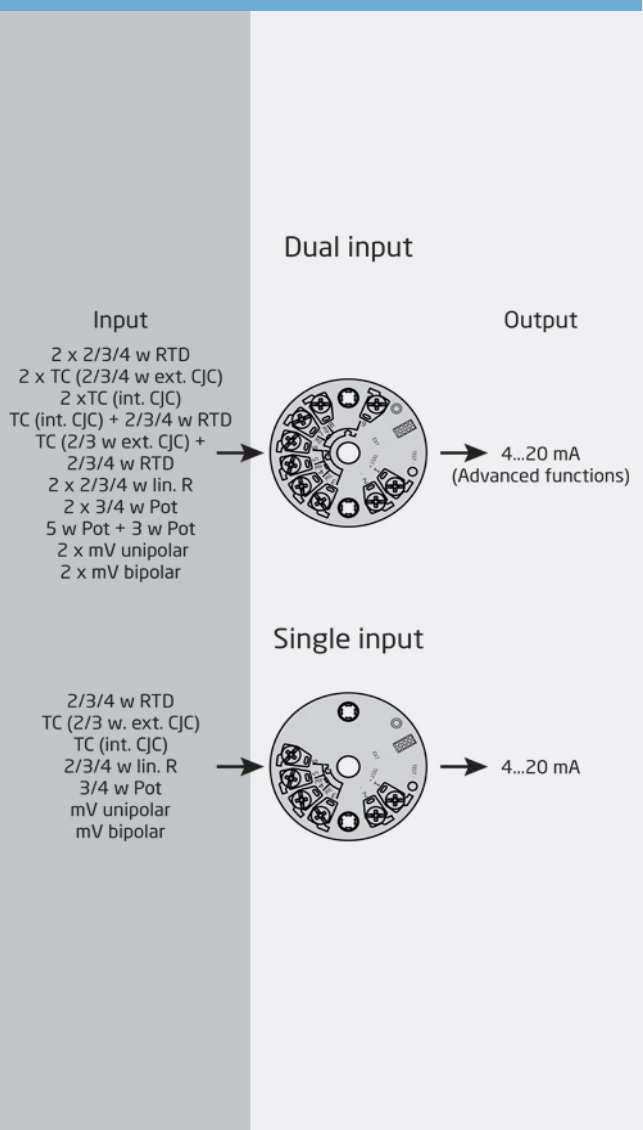 Dual input
Input
Output
2 x 2/3/4 w RTD
2 x TC (2/3/4 w ext. CJC)
2 xTC (int. CJC)
TC (int. CJC) + 2/3/4 w RTD
TC (2/3 w ext. CJC) +
2/3/4 w RTD
2 x 2/3/4 w lin. R
2 x 3/4 w Pot
5 w Pot + 3 w Pot
2 x mV unipolar
2 x mV bipolar
EXT
TEST
4...20 mA
(Advanced functions)
Single input
2/3/4 w RTD
TC (2/3 w. ext. CJC)
TC (int. CJC)
2/3/4 w lin. R
3/4 w Pot
mV unipolar
mV bipolar
EXT
TEST
4...20 mA